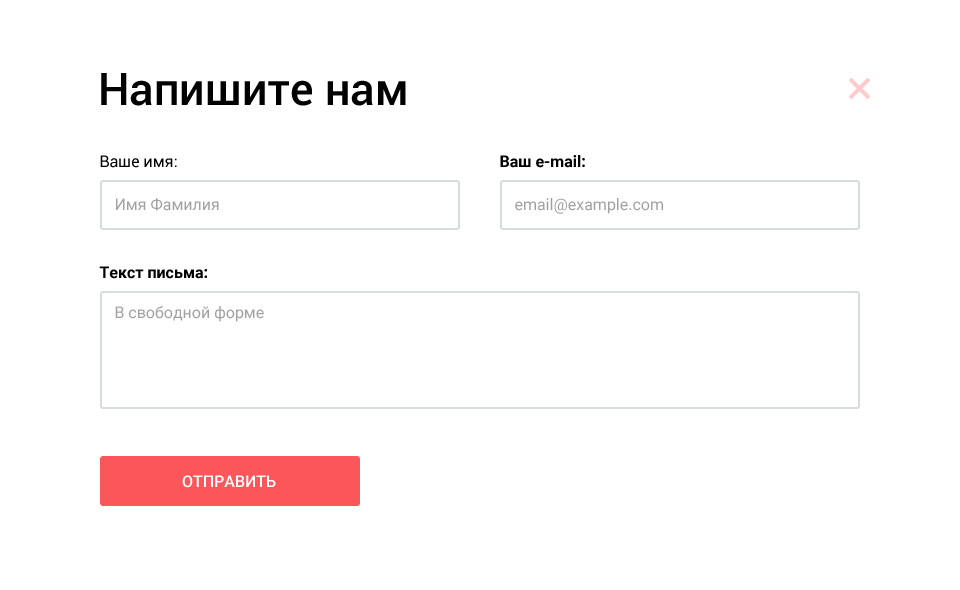 Напишите нам
Ваше имя:
Ваш e-mail:
Имя Фамилия
email@example.com
Текст письма:
В свободной форме
ОТПРАВИТЬ